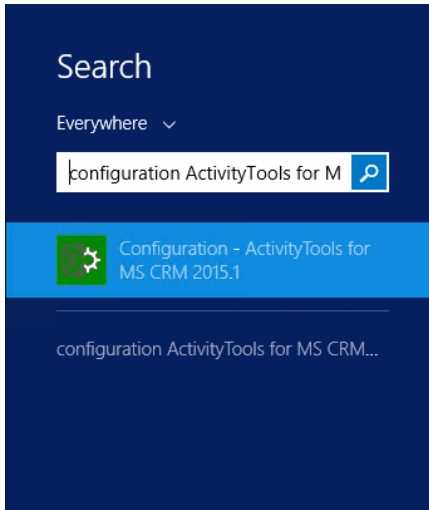 Search
Everywhere
configuration ActivityTools for M
Configuration - ActivityTools for
MS CRM 2015.1
configuration ActivityTools for MS CRM...